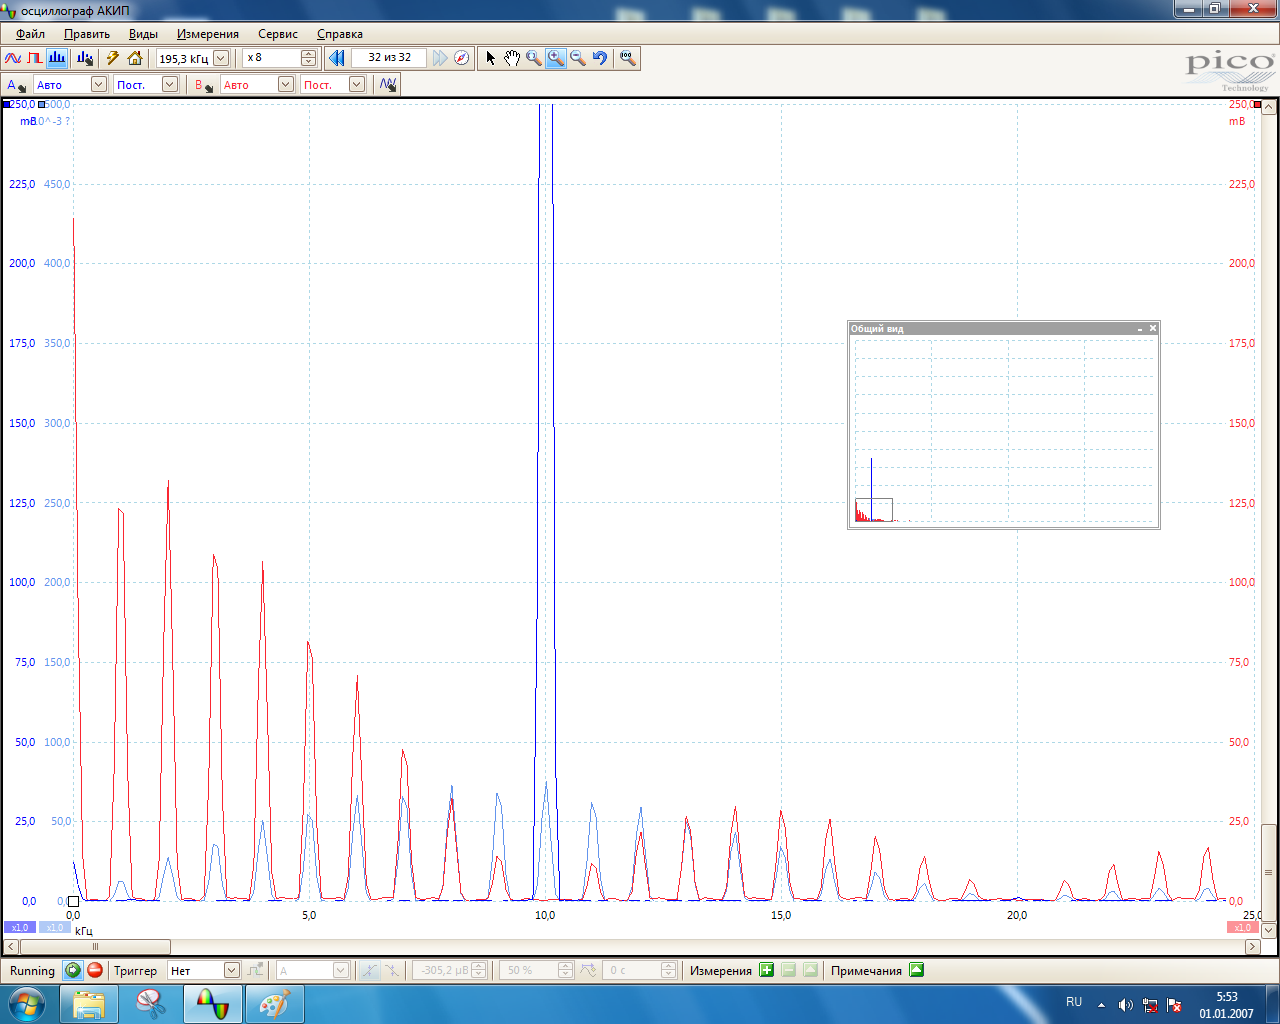 осциллограф АКИП
Файл Править Виды Измерения Сервис Справка
195,3 кГц x 8 32 из 32
pico
Technology
A Авто Пост. B Авто Пост.
250,0 500,0 250,0
mB 10^-3 ? mB
225,0 450,0 225,0
200,0 400,0 200,0
175,0 350,0 175,0
Общий вид
150,0 300,0 150,0
125,0 250,0 125,0
100,0 200,0 100,0
75,0 150,0 75,0
50,0 100,0 50,0
25,0 50,0 25,0
0,0 0,0 0,0
0,0 5,0 10,0 15,0 20,0 25,0
x1,0 x1,0 кГц x1,0
Running Триггер Нет A -305,2 µВ 50 % 0 с Измерения Примечания
RU 5:53
01.01.2007